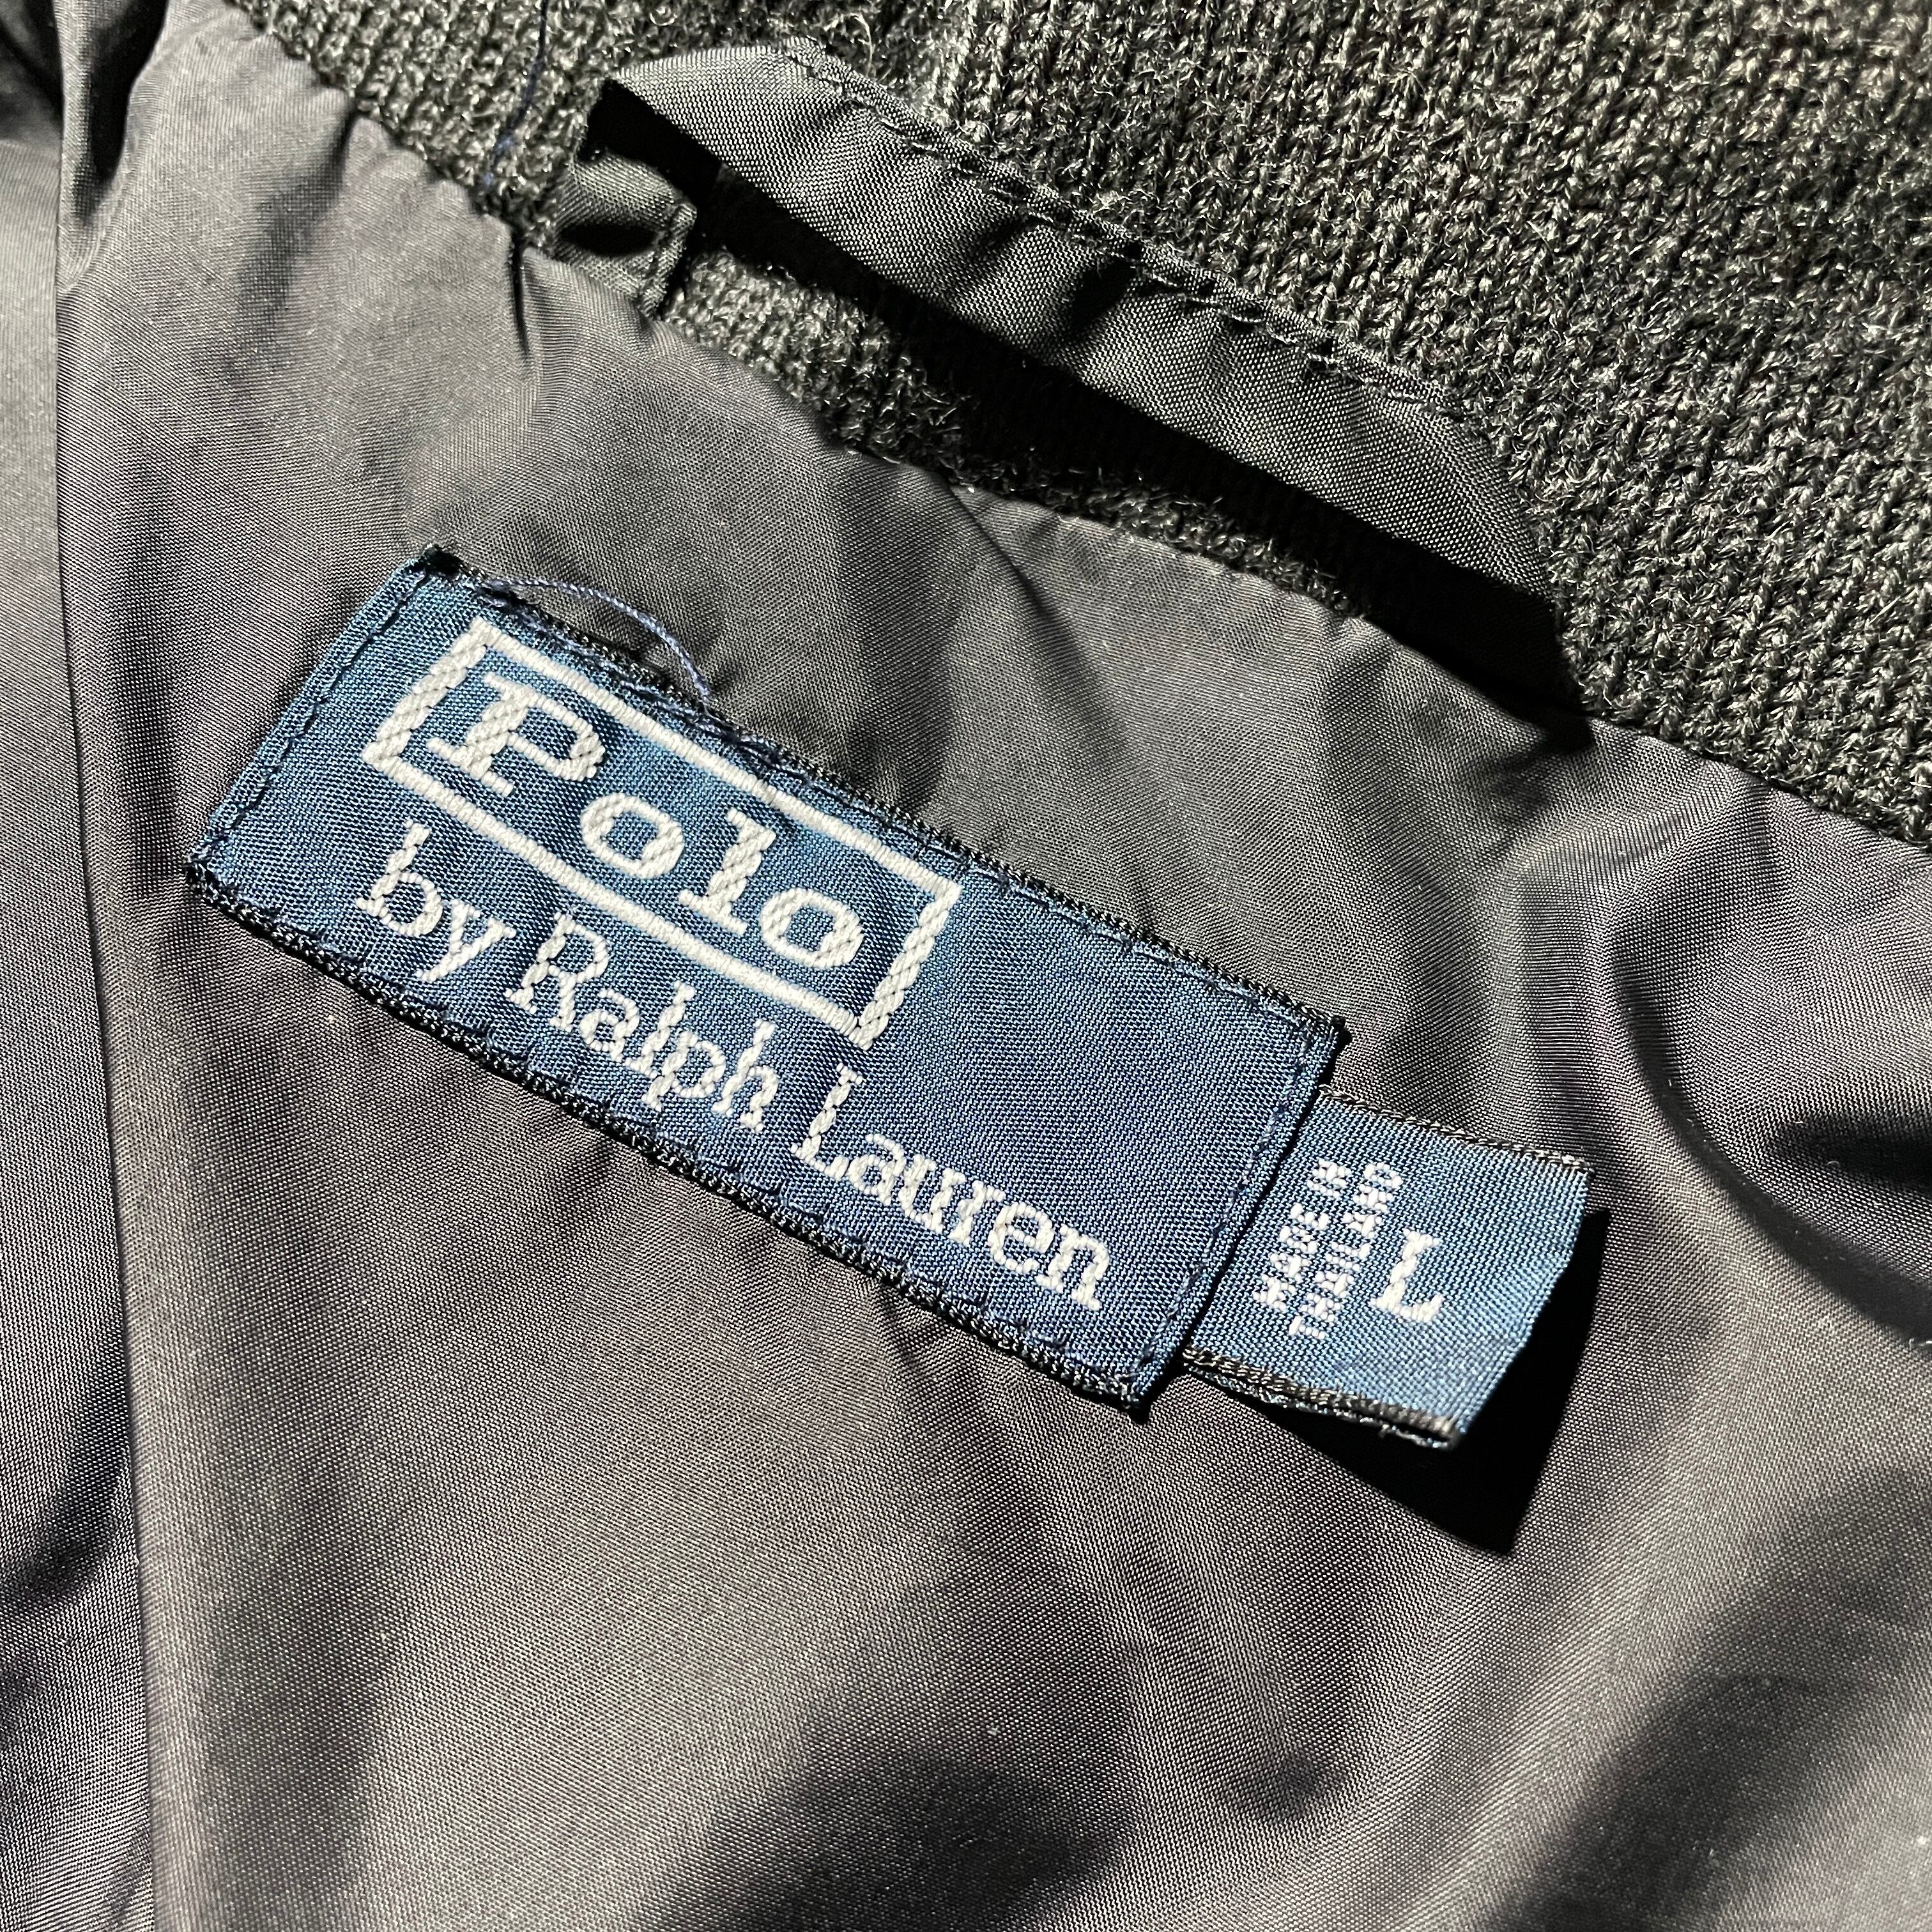 Polo
by Ralph Lauren
MADE IN
THAILAND
L